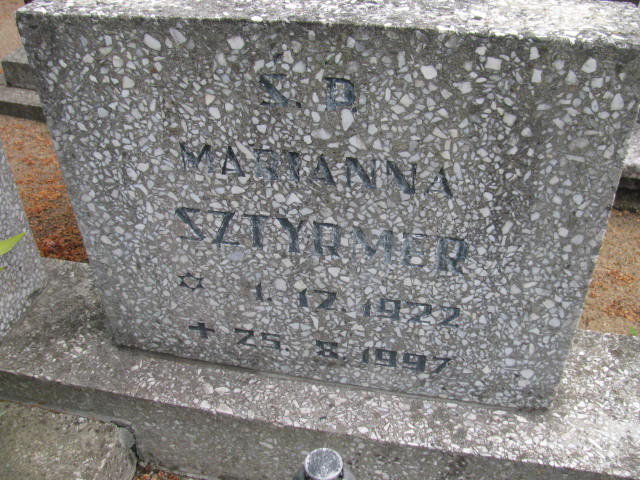 Ś. P.
MARIANNA
SZTYRMER
✡ 1. 12. 1922
+ 25. 8. 1997